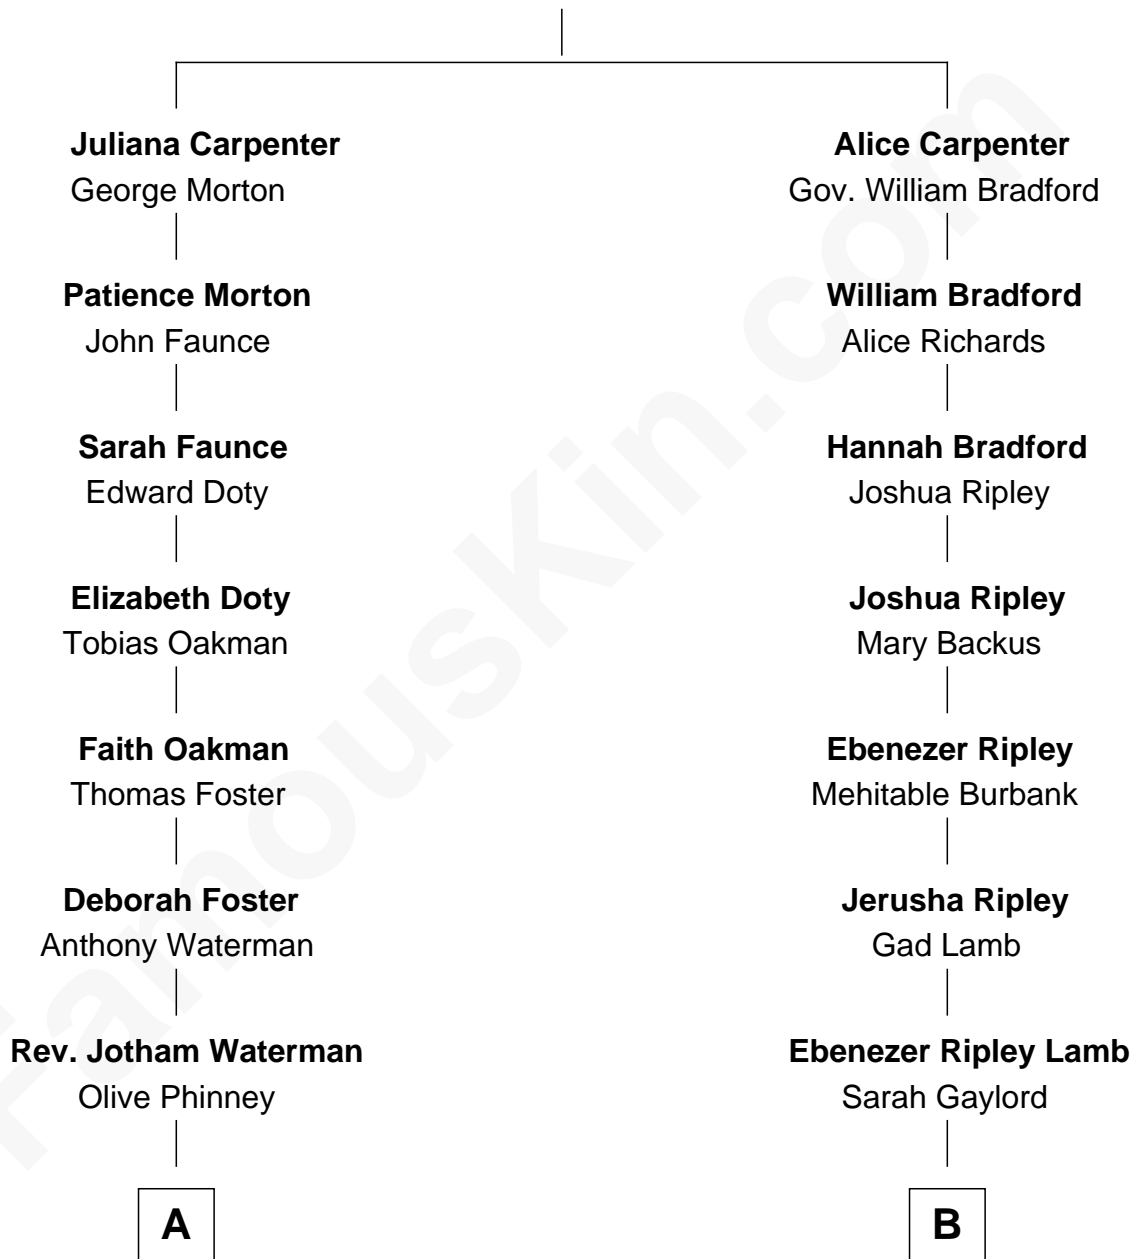 Juliana Carpenter
George Morton
Patience Morton
John Faunce
Sarah Faunce
Edward Doty
Elizabeth Doty
Tobias Oakman
Faith Oakman
Thomas Foster
Deborah Foster
Anthony Waterman
Rev. Jotham Waterman
Olive Phinney
A
Alice Carpenter
Gov. William Bradford
William Bradford
Alice Richards
Hannah Bradford
Joshua Ripley
Joshua Ripley
Mary Backus
Ebenezer Ripley
Mehitable Burbank
Jerusha Ripley
Gad Lamb
Ebenezer Ripley Lamb
Sarah Gaylord
B
FamousKin.com